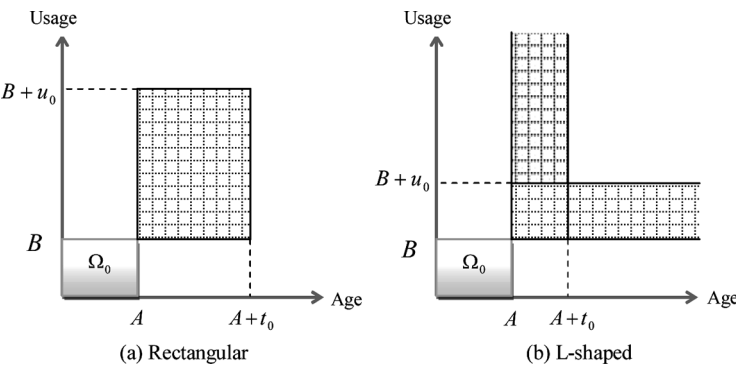 Usage
B + u₀
B
Ω₀
A
A + t₀
Age
(a) Rectangular
Usage
B + u₀
B
Ω₀
A
A + t₀
Age
(b) L-shaped